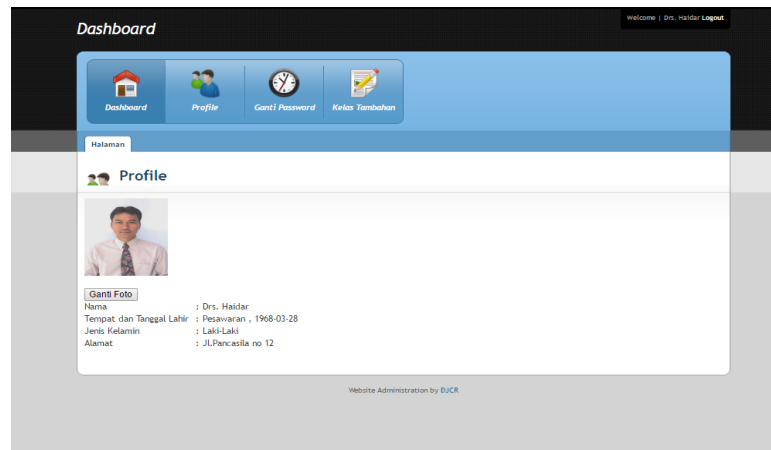 Dashboard
Welcome | Drs. Haidar Logout
Dashboard
Profile
Ganti Password
Kelas Tambahan
Halaman
Profile
Ganti Foto
Nama : Drs. Haidar
Tempat dan Tanggal Lahir : Pesawaran , 1968-03-28
Jenis Kelamin : Laki-Laki
Alamat : Jl.Pancasila no 12
Website Administration by DJCR